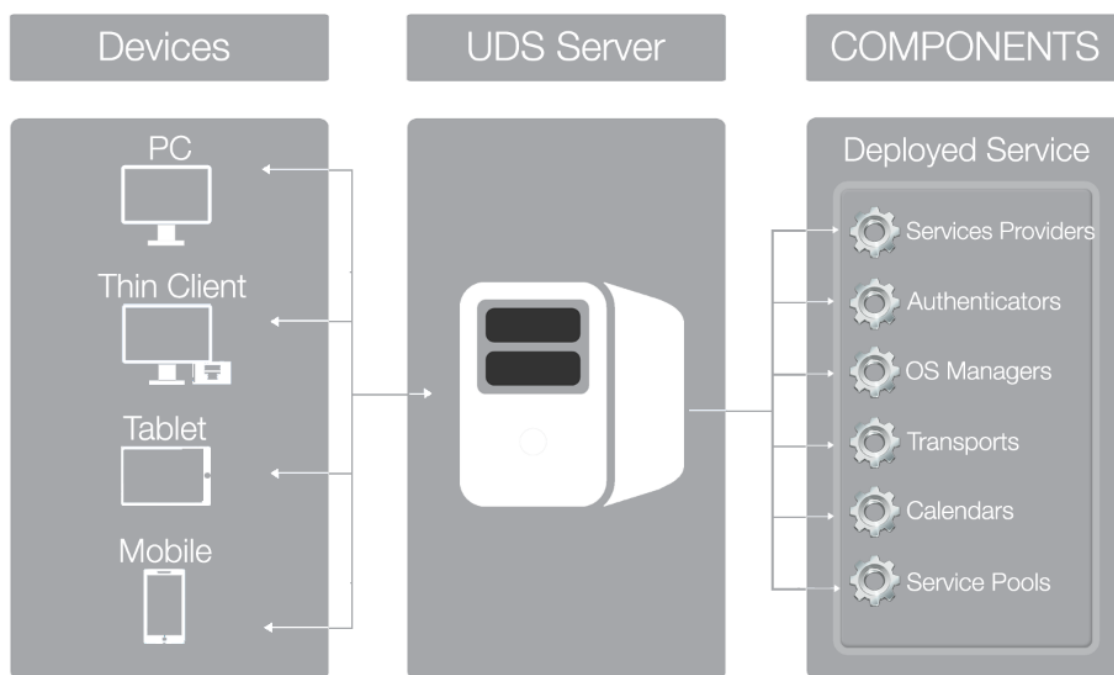 Devices
UDS Server
COMPONENTS
PC
Thin Client
Tablet
Mobile
Deployed Service
Services Providers
Authenticators
OS Managers
Transports
Calendars
Service Pools